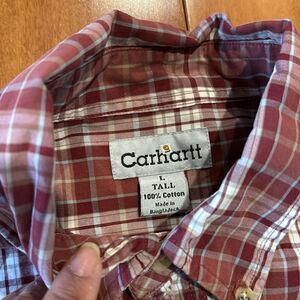 Carhartt
L
TALL
100% Cotton
Made in
Bangladesh